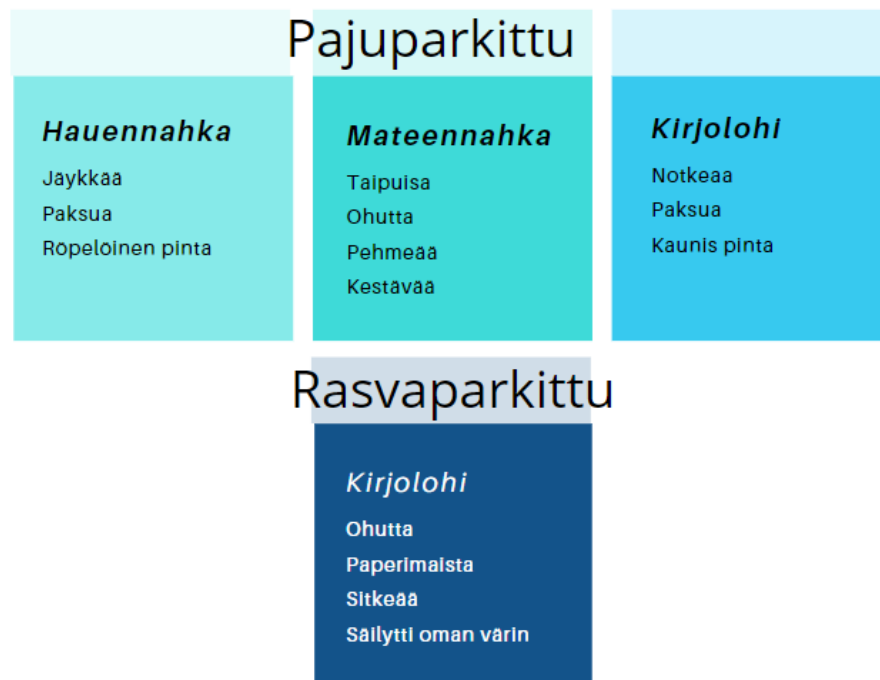 Pajuparkittu
Hauennahka
Jäykkää
Paksua
Röpelöinen pinta
Mateennahka
Taipuisa
Ohutta
Pehmeää
Kestävää
Kirjolohi
Notkeaa
Paksua
Kaunis pinta
Rasvaparkittu
Kirjolohi
Ohutta
Paperimaista
Sitkeää
Säilytti oman värin